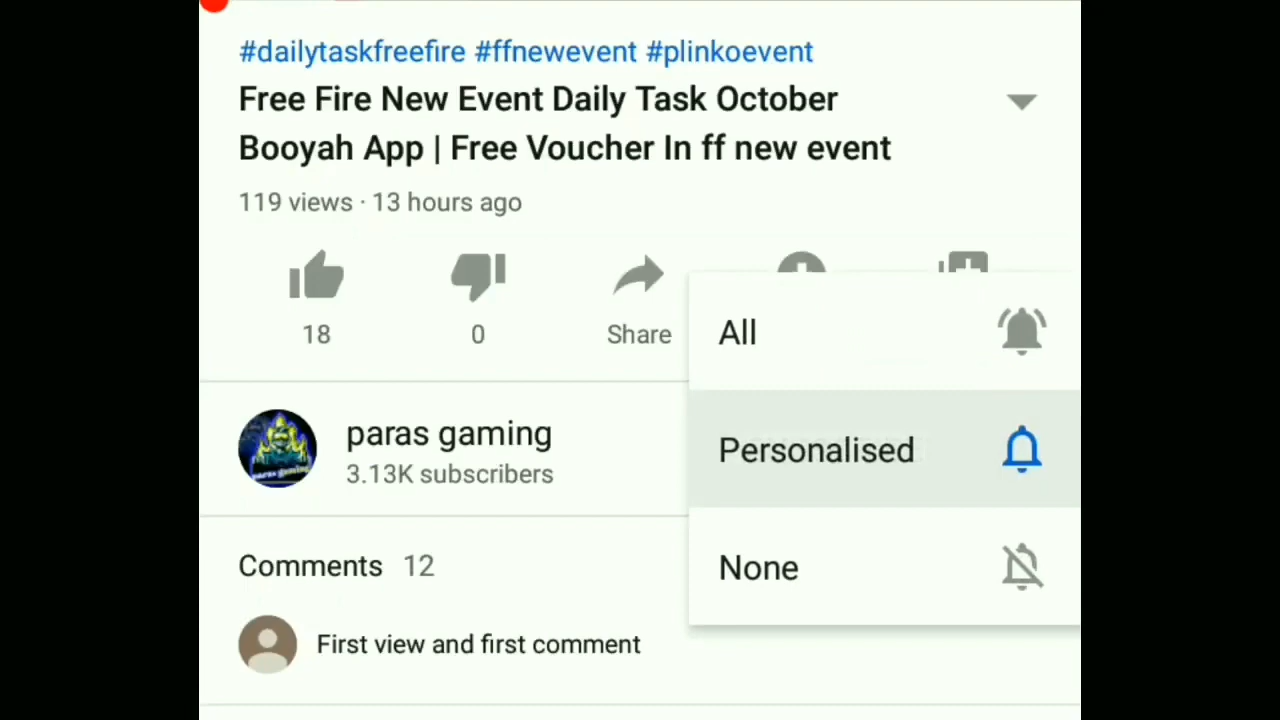 #dailytaskfreefire #ffnewevent #plinkoevent
Free Fire New Event Daily Task October
Booyah App | Free Voucher In ff new event
119 views · 13 hours ago
18
0
Share
All
Personalised
None
paras gaming
paras gaming
3.13K subscribers
Comments 12
First view and first comment